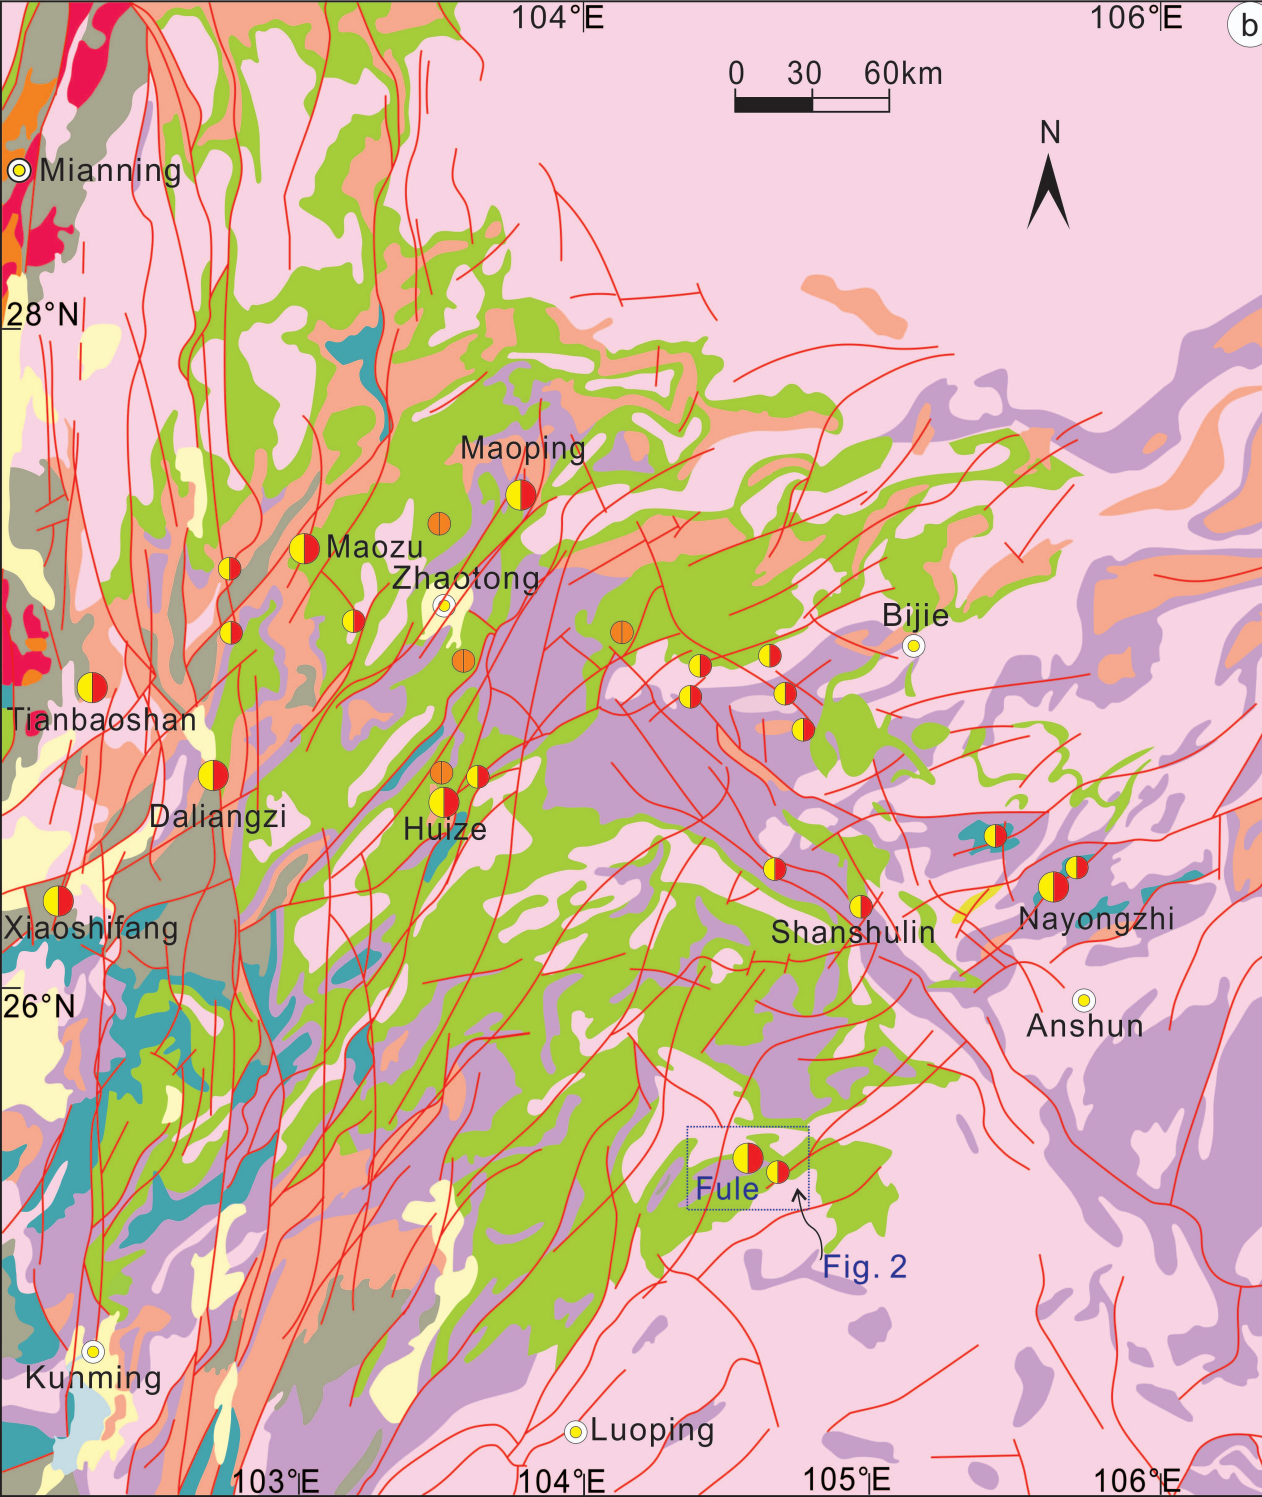 104°E
106°E
b
0 30 60km
N
Mianning
28°N
Maoping
Maozu
Zhaotong
Bijie
Tianbaoshan
Daliangzi
Huize
Xiaoshifang
Shanshulin
Nayongzhi
26°N
Anshun
Fule
Fig. 2
Kunming
Luoping
103°E
104°E
105°E
106°E